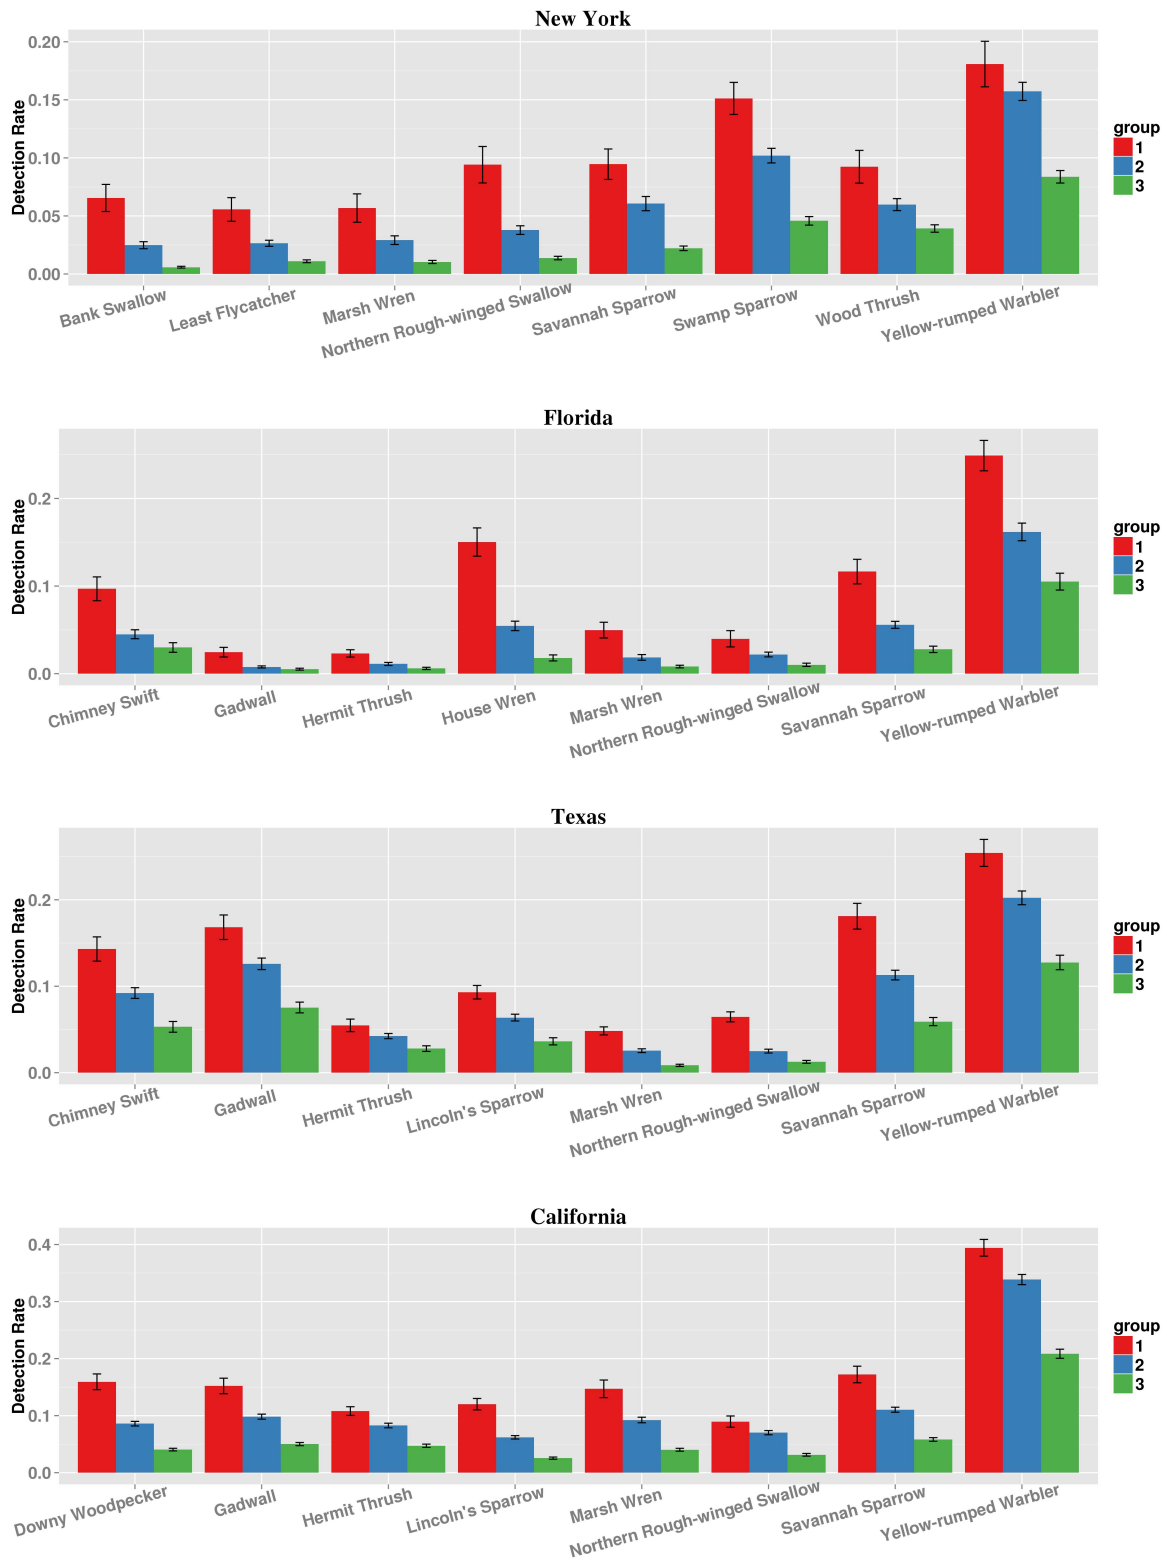 New York
Detection Rate
0.20
0.15
0.10
0.05
0.00
Bank Swallow
Least Flycatcher
Marsh Wren
Northern Rough-winged Swallow
Savannah Sparrow
Swamp Sparrow
Wood Thrush
Yellow-rumped Warbler
group
1
2
3
Florida
Detection Rate
0.2
0.1
0.0
Chimney Swift
Gadwall
Hermit Thrush
House Wren
Marsh Wren
Northern Rough-winged Swallow
Savannah Sparrow
Yellow-rumped Warbler
group
1
2
3
Texas
Detection Rate
0.2
0.1
0.0
Chimney Swift
Gadwall
Hermit Thrush
Lincoln's Sparrow
Marsh Wren
Northern Rough-winged Swallow
Savannah Sparrow
Yellow-rumped Warbler
group
1
2
3
California
Detection Rate
0.4
0.3
0.2
0.1
0.0
Downy Woodpecker
Gadwall
Hermit Thrush
Lincoln's Sparrow
Marsh Wren
Northern Rough-winged Swallow
Savannah Sparrow
Yellow-rumped Warbler
group
1
2
3